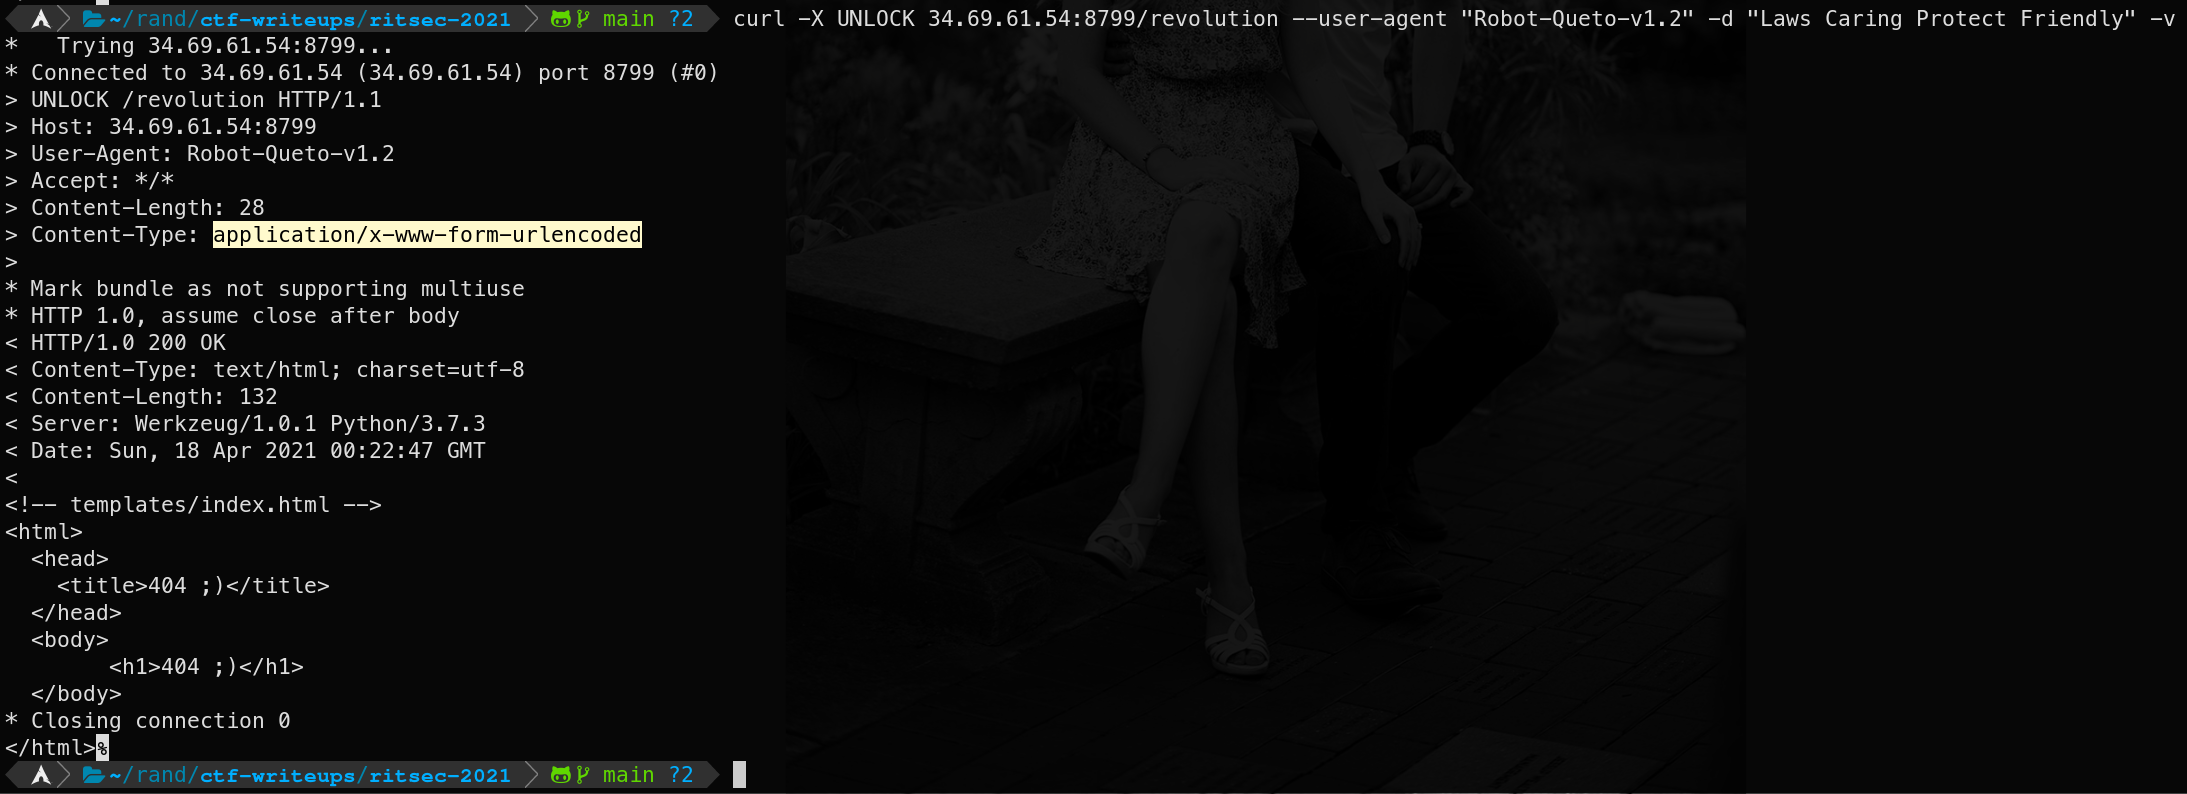 ~/rand/ctf-writeups/ritsec-2021 main ?2 curl -X UNLOCK 34.69.61.54:8799/revolution --user-agent "Robot-Queto-v1.2" -d "Laws Caring Protect Friendly" -v
*   Trying 34.69.61.54:8799...
* Connected to 34.69.61.54 (34.69.61.54) port 8799 (#0)
> UNLOCK /revolution HTTP/1.1
> Host: 34.69.61.54:8799
> User-Agent: Robot-Queto-v1.2
> Accept: */*
> Content-Length: 28
> Content-Type: application/x-www-form-urlencoded
>
* Mark bundle as not supporting multiuse
* HTTP 1.0, assume close after body
< HTTP/1.0 200 OK
< Content-Type: text/html; charset=utf-8
< Content-Length: 132
< Server: Werkzeug/1.0.1 Python/3.7.3
< Date: Sun, 18 Apr 2021 00:22:47 GMT
<
<!-- templates/index.html -->
<html>
  <head>
    <title>404 ;)</title>
  </head>
  <body>
        <h1>404 ;)</h1>
  </body>
* Closing connection 0
</html>%
~/rand/ctf-writeups/ritsec-2021 main ?2